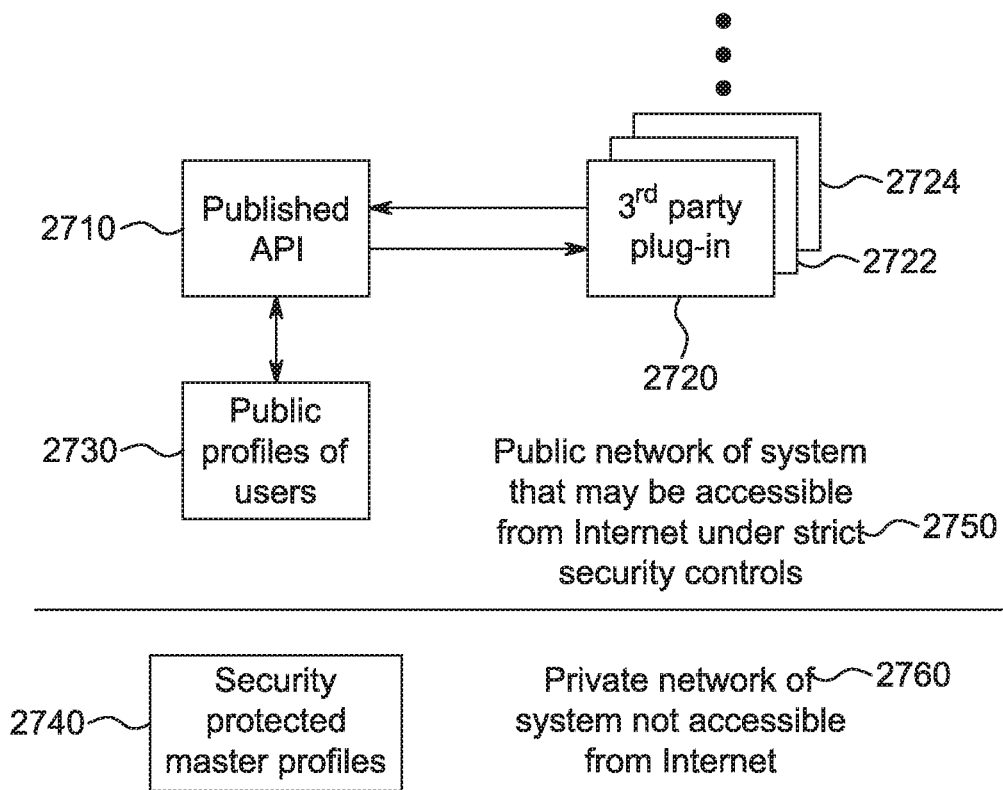 2710
Published
API
3rd party
plug-in
2724
2722
2720
2730
Public
profiles of
users
Public network of system
that may be accessible
from Internet under strict
security controls
2750
2740
Security
protected
master profiles
Private network of
system not accessible
from Internet
2760